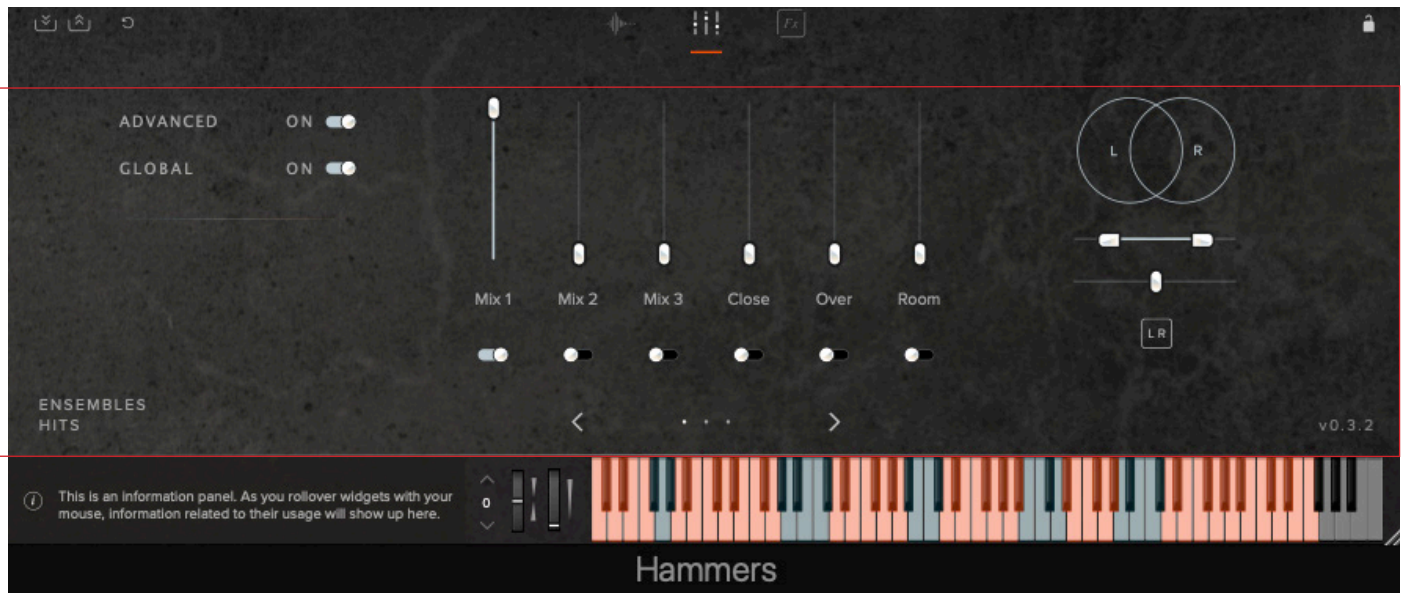 Fx
ADVANCED ON
GLOBAL ON
L R
Mix 1 Mix 2 Mix 3 Close Over Room
LR
ENSEMBLES
HITS
v0.3.2
This is an information panel. As you rollover widgets with your
mouse, information related to their usage will show up here.
0
Hammers